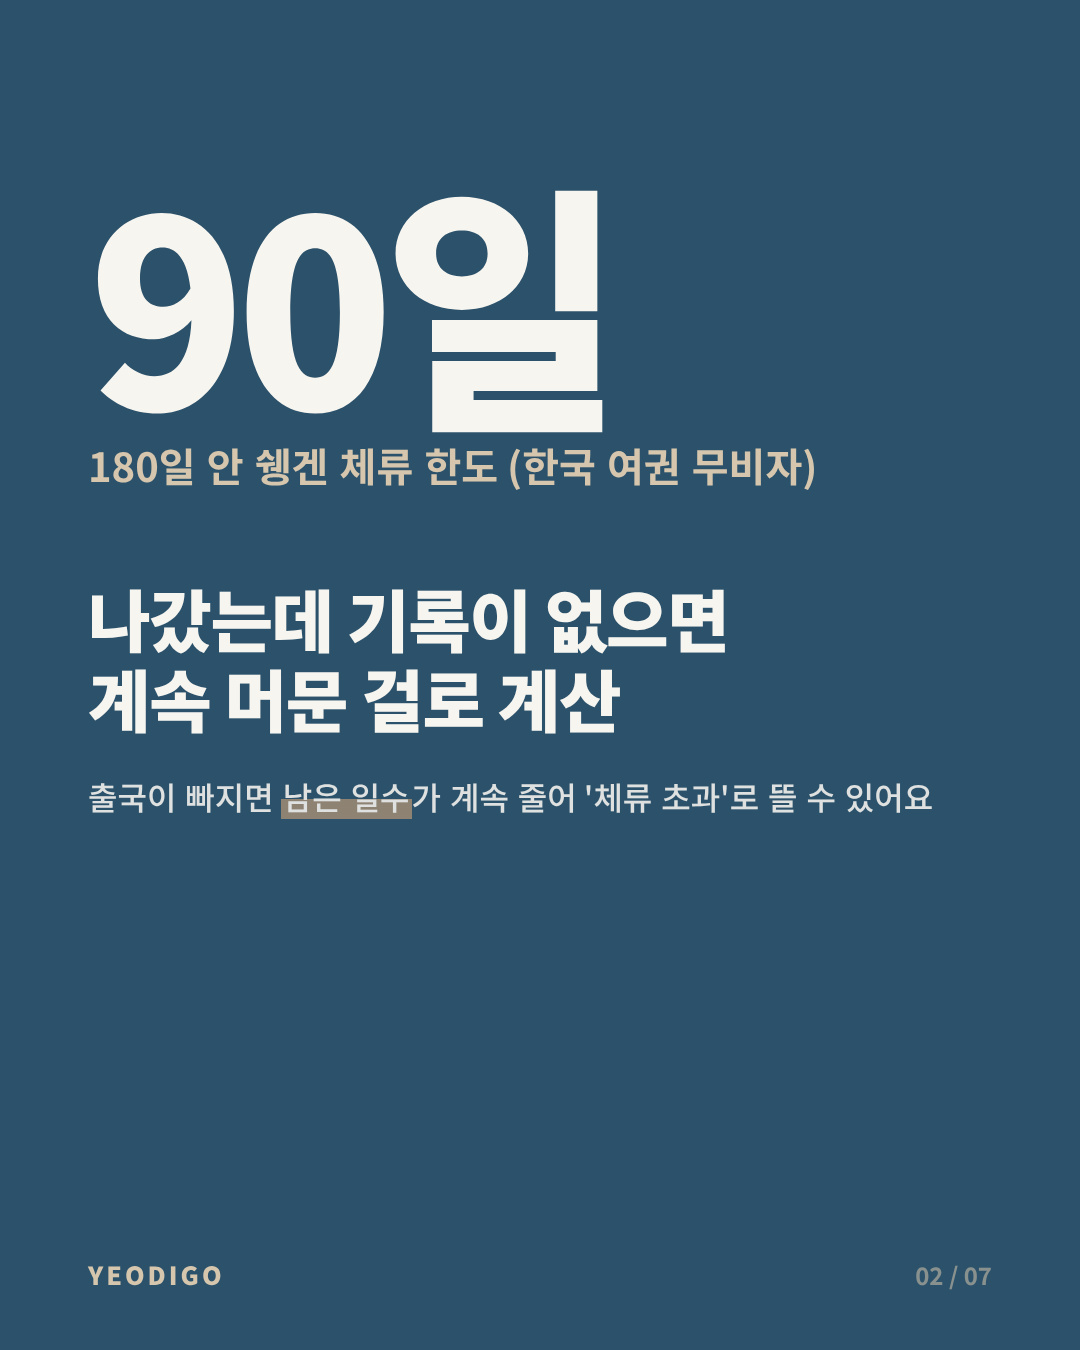 90일
180일 안 쉥겐 체류 한도 (한국 여권 무비자)
나갔는데 기록이 없으면
계속 머문 걸로 계산
출국이 빠지면 남은 일수가 계속 줄어 '체류 초과'로 뜰 수 있어요
YEODIGO
02 / 07